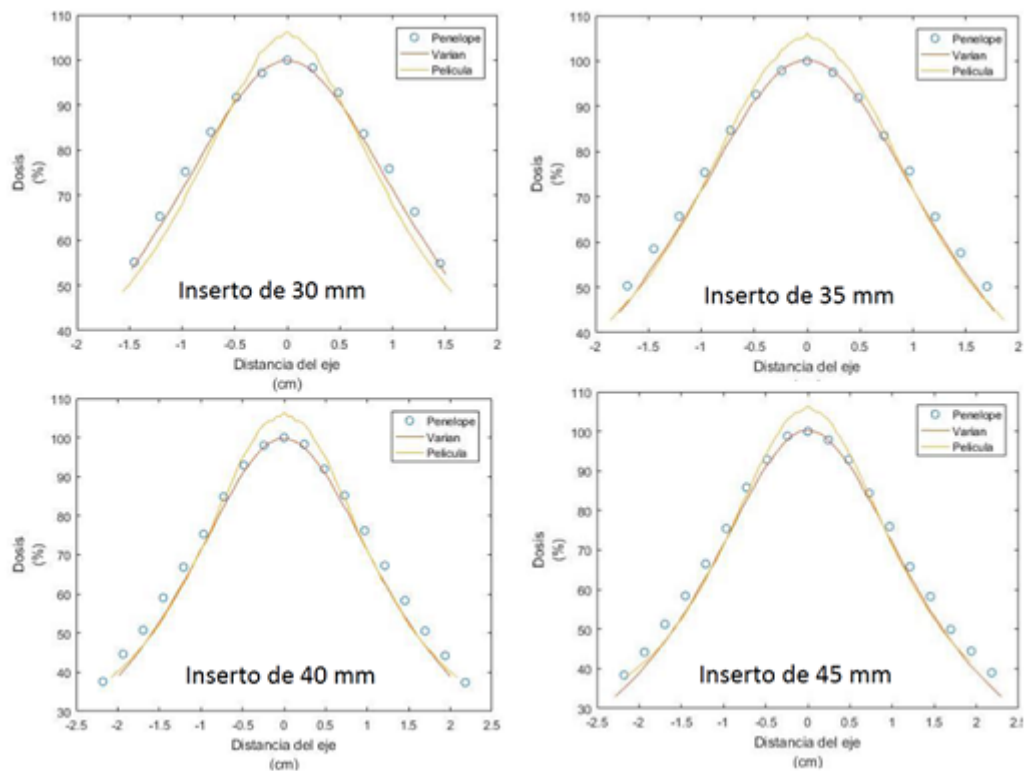 110
100
90
80
70
60
50
40
Dosis
(%)
Penelope
Varian
Pelicula
Inserto de 30 mm
-2 -1.5 -1 -0.5 0 0.5 1 1.5 2
Distancia del eje
(cm)
110
100
90
80
70
60
50
40
Dosis
(%)
Penelope
Varian
Pelicula
Inserto de 35 mm
-2 -1.5 -1 -0.5 0 0.5 1 1.5 2
Distancia del eje
110
100
90
80
70
60
50
40
30
Dosis
(%)
Penelope
Varian
Pelicula
Inserto de 40 mm
-2.5 -2 -1.5 -1 -0.5 0 0.5 1 1.5 2 2.5
Distancia del eje
(cm)
110
100
90
80
70
60
50
40
30
Dosis
(%)
Penelope
Varian
Pelicula
Inserto de 45 mm
-2.5 -2 -1.5 -1 -0.5 0 0.5 1 1.5 2 2.5
Distancia del eje
(cm)